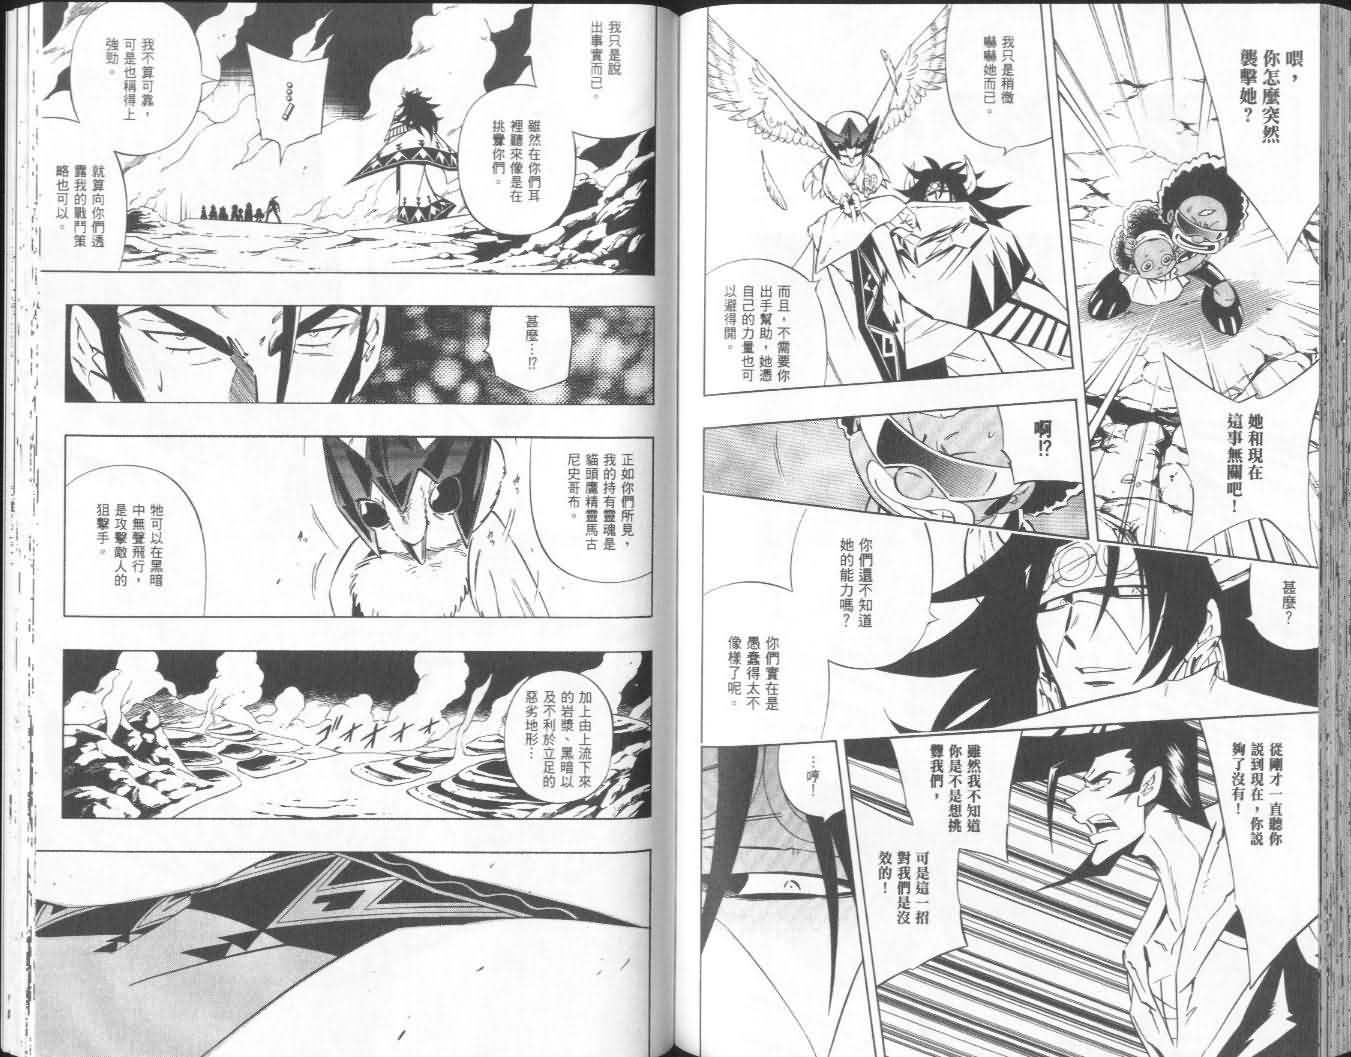 喂，
你怎麼突然
襲擊她？
我只是稍微
嚇嚇她而己。
而且，不需要你
出手幫助，她憑
自己的力量也可
以避得開。
她和現在
這事無關吧！
啊!?
甚麼？
你們還不知道
她的能力嗎？
你們實在是
愚蠢得太不
像樣了呢。
從剛才一直聽你
說到現在，你說
夠了沒有！
雖然我不知道
你是不是想挑
釁我們，
可是這一招
對我們是沒
效的！
…哼！
我只是說
出事實而己。
雖然在你們耳
裡聽來像是在
挑釁你們。
…！
我不算可靠，
可是也稱得上
強勁。
就算向你們透
露我的戰鬥策
略也可以。
甚麼…!?
正如你們所見，
我的持有靈魂是
貓頭鷹精靈馬古
尼史哥布。
牠可以在黑暗
中無聲飛行，
是攻擊敵人的
狙擊手。
加上由上流下來
的岩漿、黑暗以
及不利於立足的
惡劣地形…
ゴゴゴゴゴ